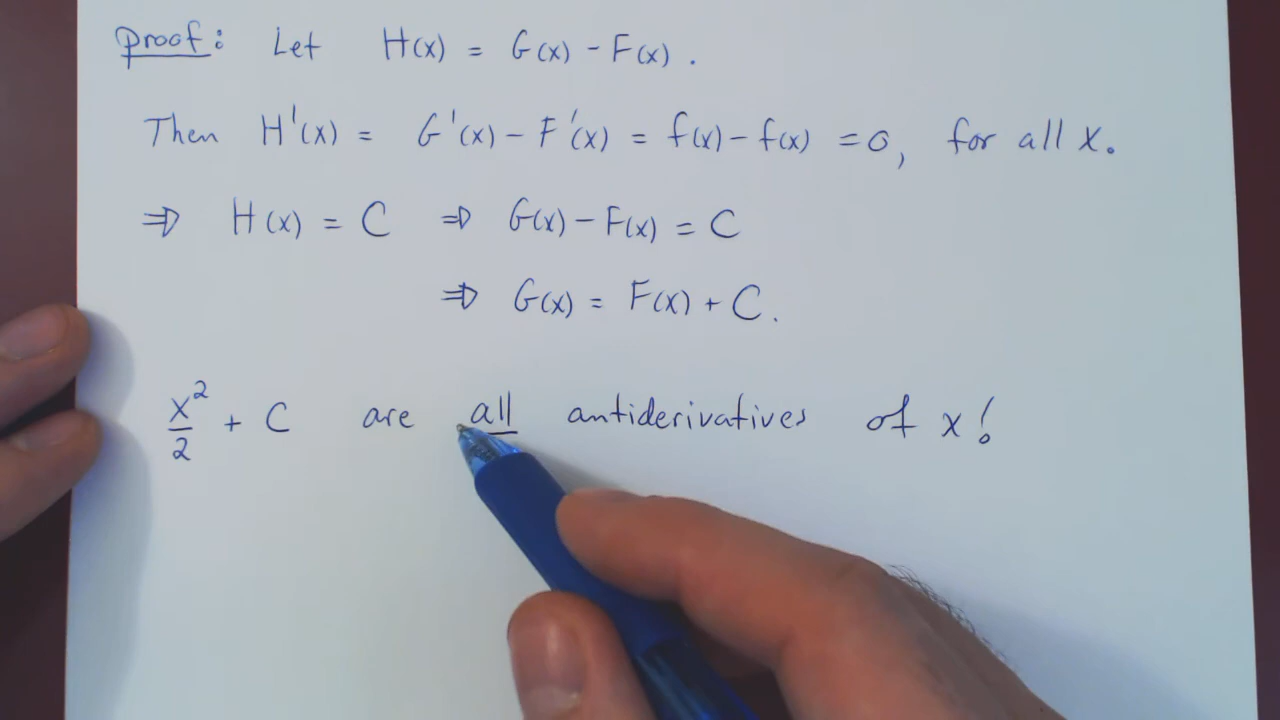 Proof: Let H(x) = G(x) - F(x).
Then H'(x) = G'(x) - F'(x) = f(x) - f(x) = 0, for all x.
⇒ H(x) = C ⇒ G(x) - F(x) = C
⇒ G(x) = F(x) + C.
x²/2 + C are all antiderivatives of x!